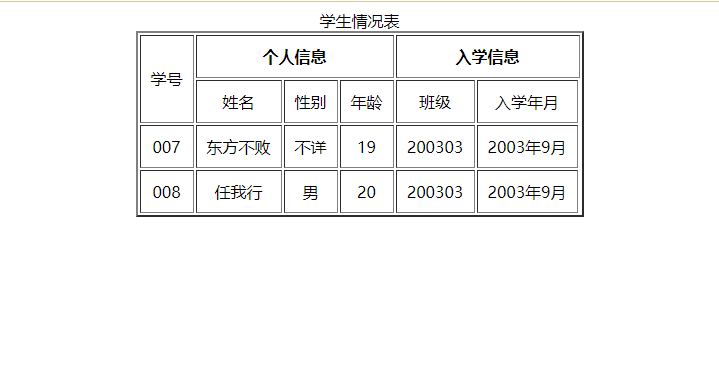 学生情况表
学号 个人信息 入学信息
姓名 性别 年龄 班级 入学年月
007 东方不败 不详 19 200303 2003年9月
008 任我行 男 20 200303 2003年9月